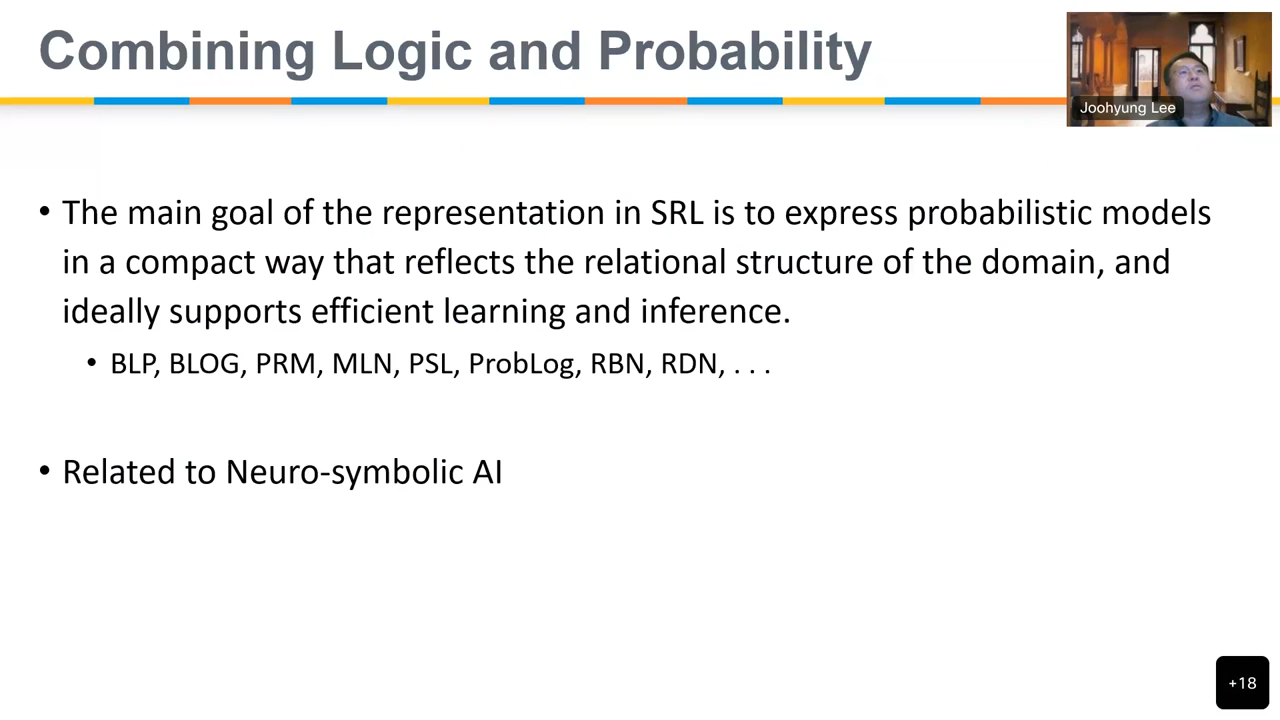 Combining Logic and Probability
Joohyung Lee
• The main goal of the representation in SRL is to express probabilistic models
in a compact way that reflects the relational structure of the domain, and
ideally supports efficient learning and inference.
• BLP, BLOG, PRM, MLN, PSL, ProbLog, RBN, RDN, . . .
• Related to Neuro-symbolic AI
+18